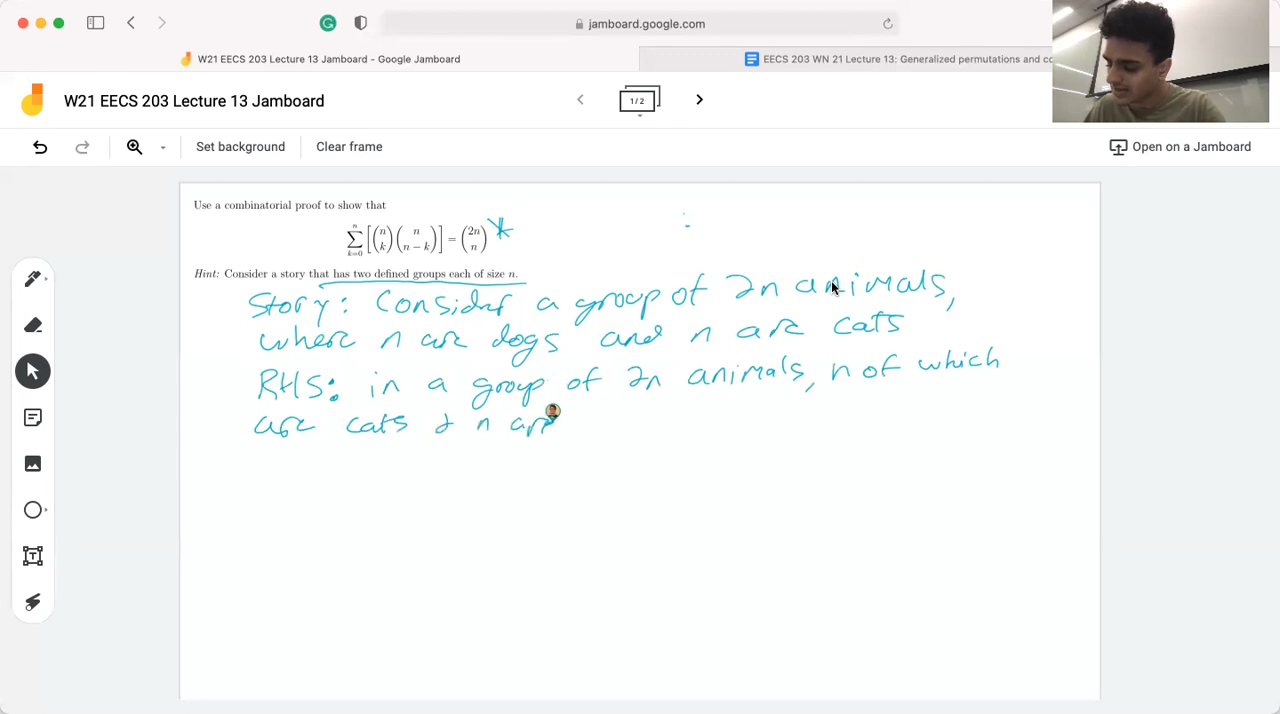 jamboard.google.com
W21 EECS 203 Lecture 13 Jamboard - Google Jamboard
EECS 203 WN 21 Lecture 13: Generalized permutations and co
W21 EECS 203 Lecture 13 Jamboard
1/2
Set background
Clear frame
Open on a Jamboard
Use a combinatorial proof to show that
∑_{k=0}^{n} [(n k)(n n − k)] = (2n n) *
Hint: Consider a story that has two defined groups each of size n.
Story: Consider a group of 2n animals,
where n are dogs and n are cats
RHS: in a group of 2n animals, n of which
are cats & n are